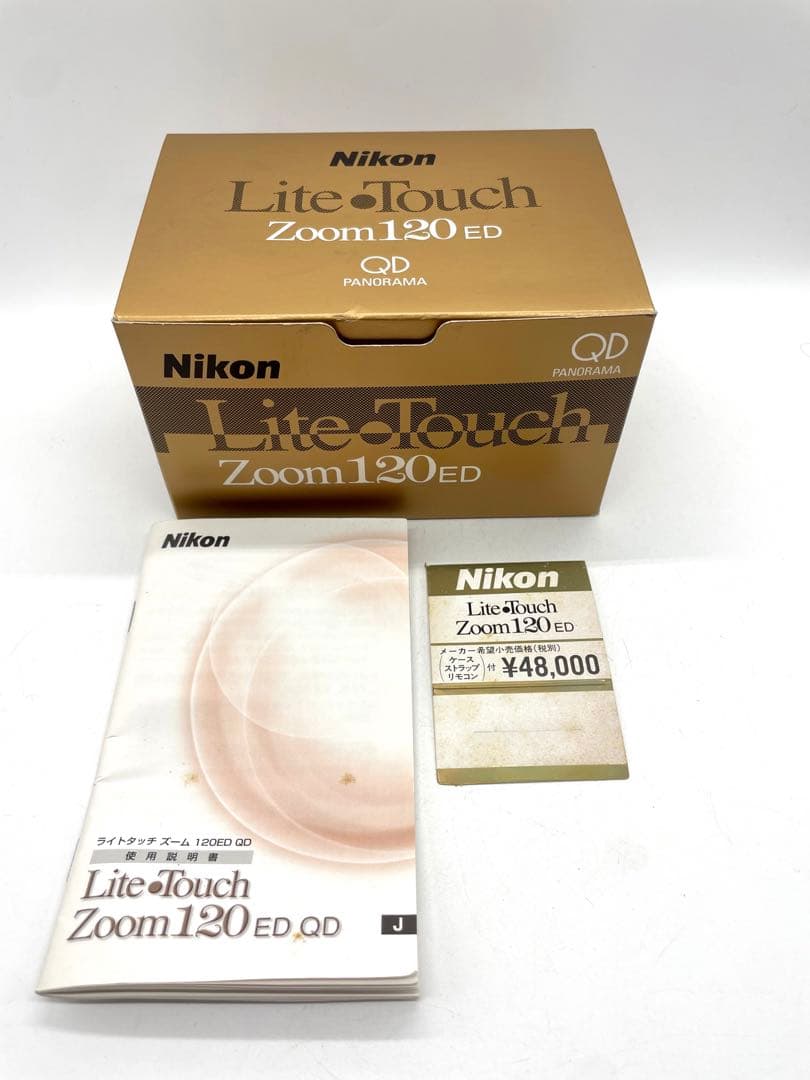 Nikon
Lite•Touch
Zoom120 ED
QD
PANORAMA
Nikon
QD
PANORAMA
Lite•Touch
Zoom120 ED
Nikon
ライトタッチ ズーム 120ED QD
使用説明書
Lite•Touch
Zoom120 ED QD
J
Nikon
Lite•Touch
Zoom120 ED
メーカー希望小売価格(税別)
(ケース
ストラップ
リモコン)付 ¥48,000